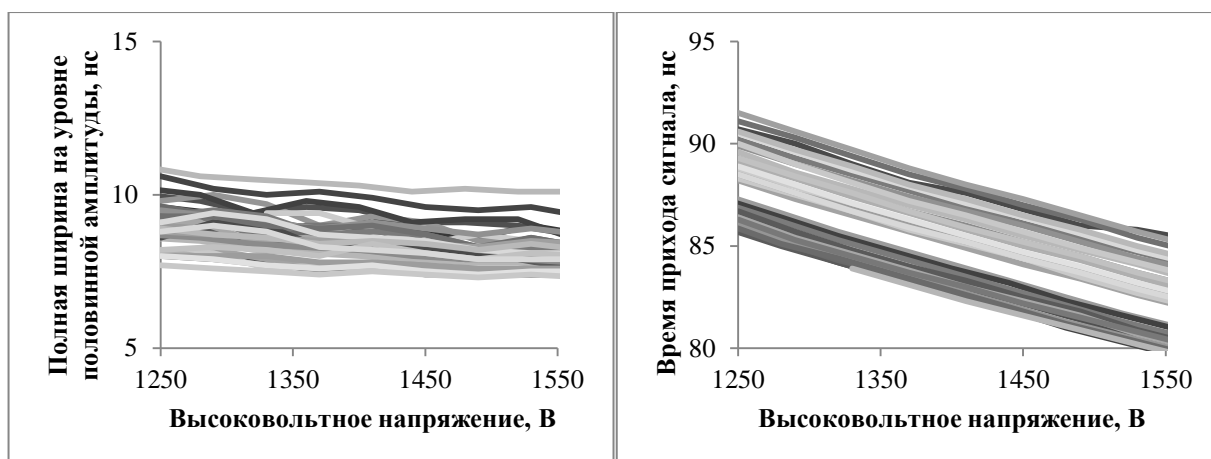 Полная ширина на уровне
половинной амплитуды, нс
15
10
5
1250 1350 1450 1550
Высоковольтное напряжение, В
Время прихода сигнала, нс
95
90
85
80
1250 1350 1450 1550
Высоковольтное напряжение, В